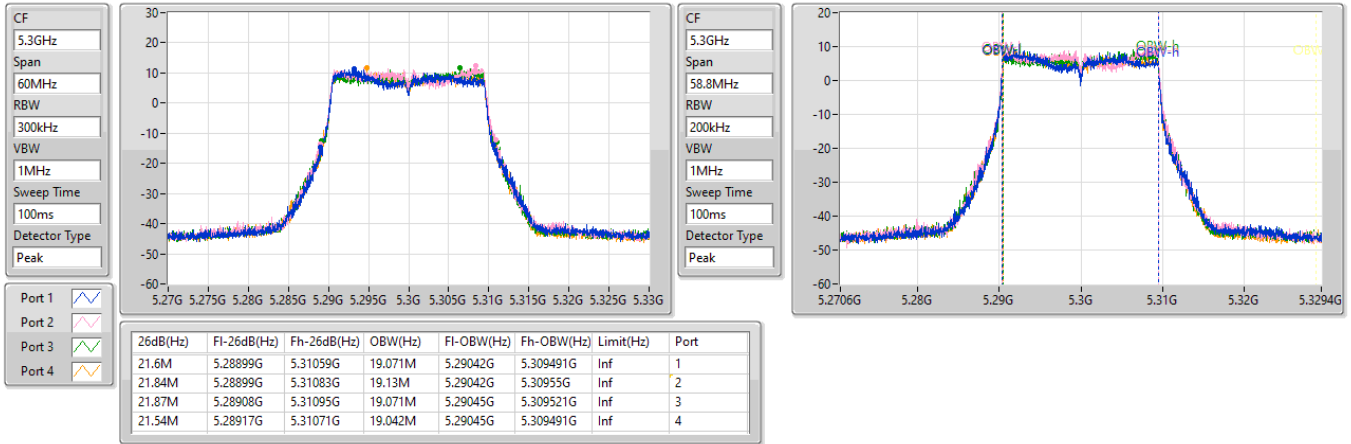 CF
5.3GHz
Span
60MHz
RBW
300kHz
VBW
1MHz
Sweep Time
100ms
Detector Type
Peak
30
20
10
0
-10
-20
-30
-40
-50
-60
5.27G 5.275G 5.28G 5.285G 5.29G 5.295G 5.3G 5.305G 5.31G 5.315G 5.32G 5.325G 5.33G
CF
5.3GHz
Span
58.8MHz
RBW
200kHz
VBW
1MHz
Sweep Time
100ms
Detector Type
Peak
20
10
0
-10
-20
-30
-40
-50
-60
OBW-l OBW-h OBW
5.2706G 5.28G 5.29G 5.3G 5.31G 5.32G 5.3294G
Port 1
Port 2
Port 3
Port 4
26dB(Hz) Fl-26dB(Hz) Fh-26dB(Hz) OBW(Hz) Fl-OBW(Hz) Fh-OBW(Hz) Limit(Hz) Port
21.6M 5.28899G 5.31059G 19.071M 5.29042G 5.309491G Inf 1
21.84M 5.28899G 5.31083G 19.13M 5.29042G 5.30955G Inf 2
21.87M 5.28908G 5.31095G 19.071M 5.29045G 5.309521G Inf 3
21.54M 5.28917G 5.31071G 19.042M 5.29045G 5.309491G Inf 4